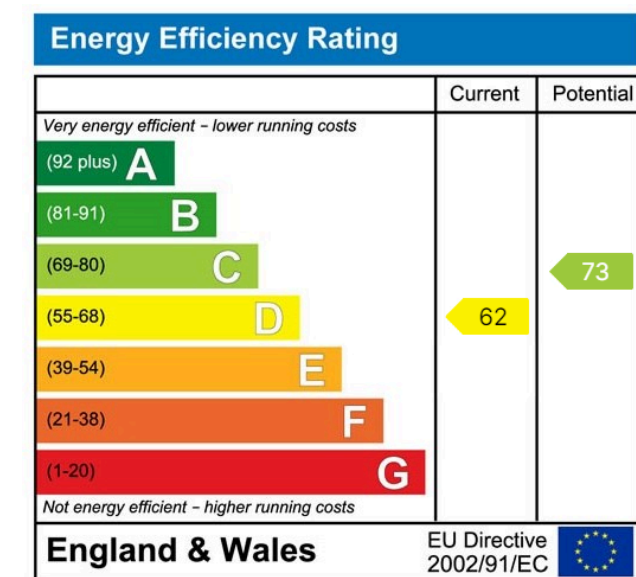 Energy Efficiency Rating
Current Potential
Very energy efficient – lower running costs
(92 plus) A
(81-91) B
(69-80) C
73
(55-68) D
62
(39-54) E
(21-38) F
(1-20) G
Not energy efficient – higher running costs
England & Wales
EU Directive
2002/91/EC